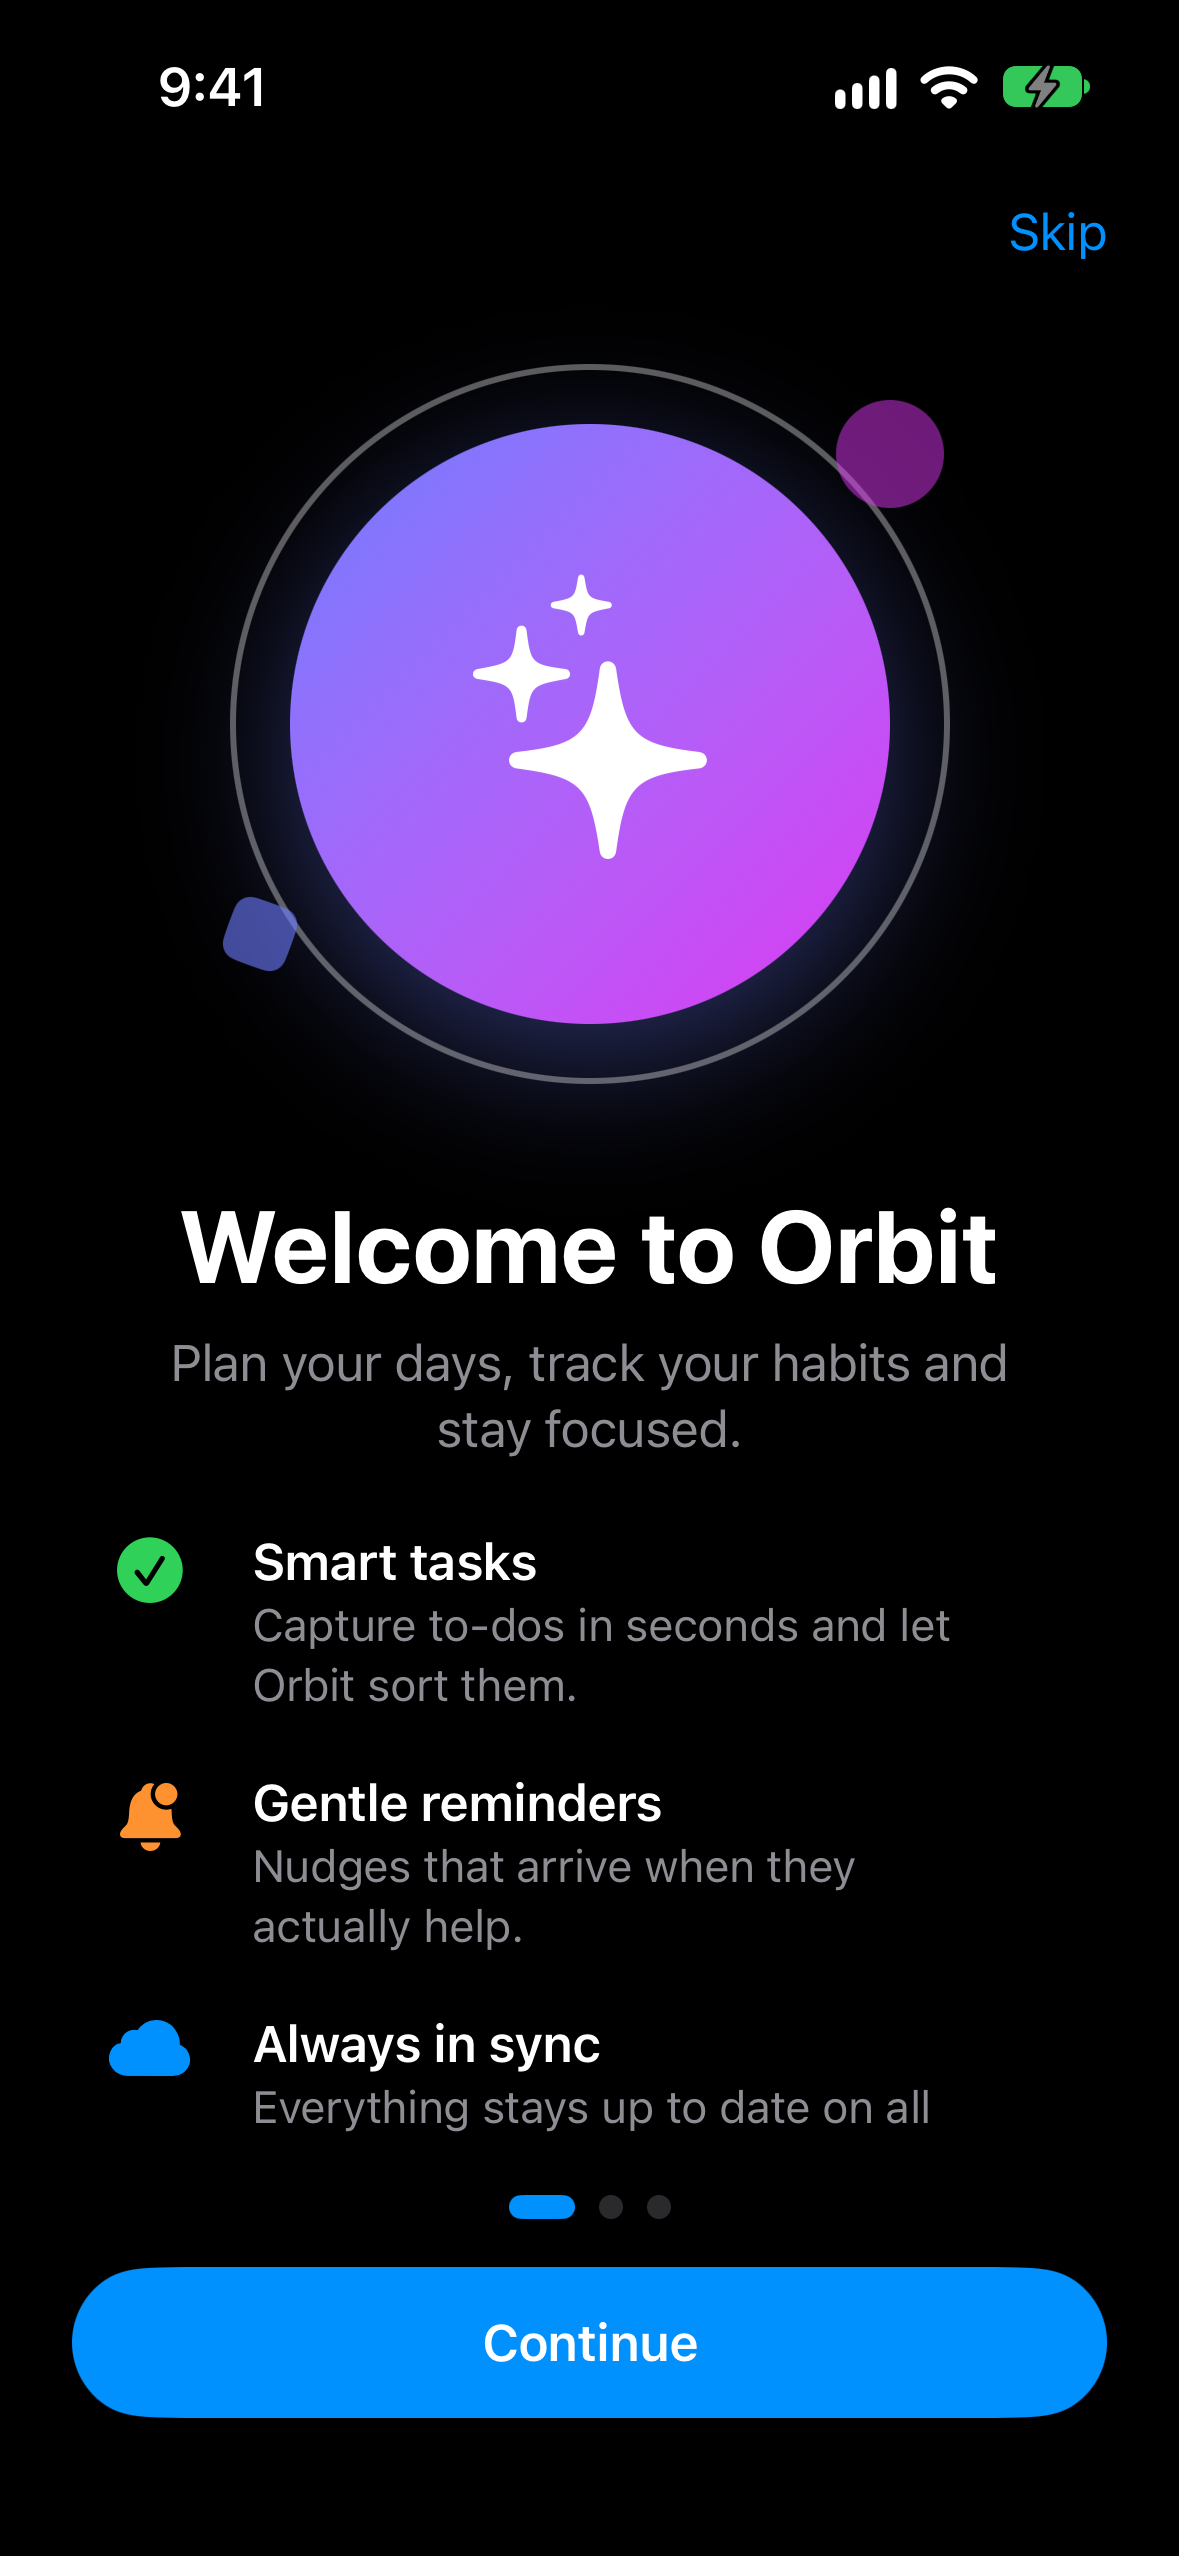 9:41
Skip
Welcome to Orbit
Plan your days, track your habits and
stay focused.
Smart tasks
Capture to-dos in seconds and let
Orbit sort them.
Gentle reminders
Nudges that arrive when they
actually help.
Always in sync
Everything stays up to date on all
Continue